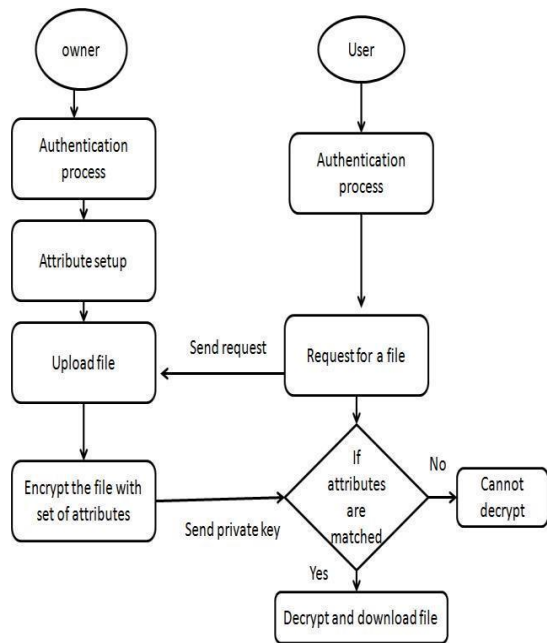 owner
User
Authentication
process
Authentication
process
Attribute setup
Upload file
Send request
Request for a file
Encrypt the file with
set of attributes
Send private key
If
attributes
are
matched
No
Cannot
decrypt
Yes
Decrypt and download file